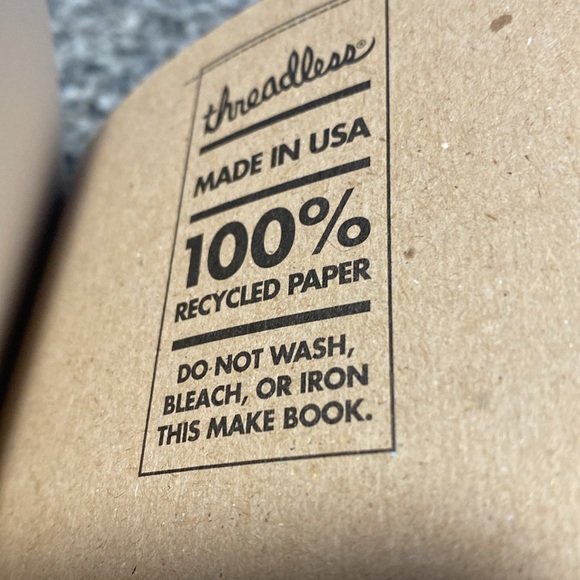 threadless®
MADE IN USA
100%
RECYCLED PAPER
DO NOT WASH,
BLEACH, OR IRON
THIS MAKE BOOK.